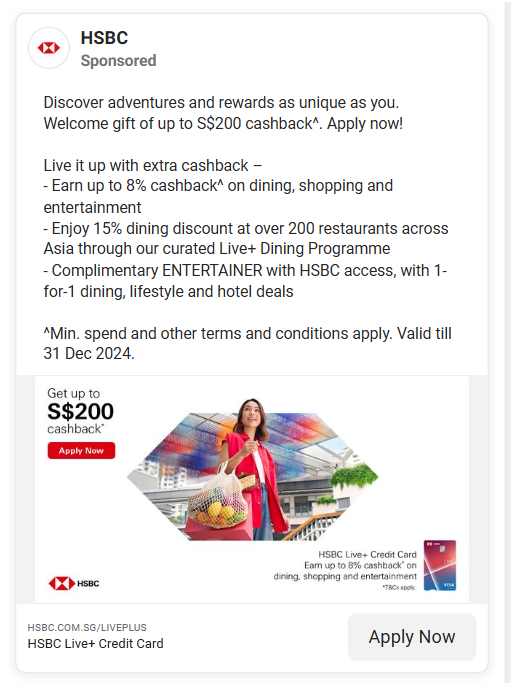 HSBC
Sponsored
Discover adventures and rewards as unique as you.
Welcome gift of up to S$200 cashback^. Apply now!
Live it up with extra cashback –
- Earn up to 8% cashback^ on dining, shopping and
entertainment
- Enjoy 15% dining discount at over 200 restaurants across
Asia through our curated Live+ Dining Programme
- Complimentary ENTERTAINER with HSBC access, with 1-
for-1 dining, lifestyle and hotel deals
^Min. spend and other terms and conditions apply. Valid till
31 Dec 2024.
Get up to
S$200
cashback*
Apply Now
HSBC Live+ Credit Card
Earn up to 8% cashback* on
dining, shopping and entertainment
*T&Cs apply.
VISA
HSBC
HSBC.COM.SG/LIVEPLUS
HSBC Live+ Credit Card
Apply Now